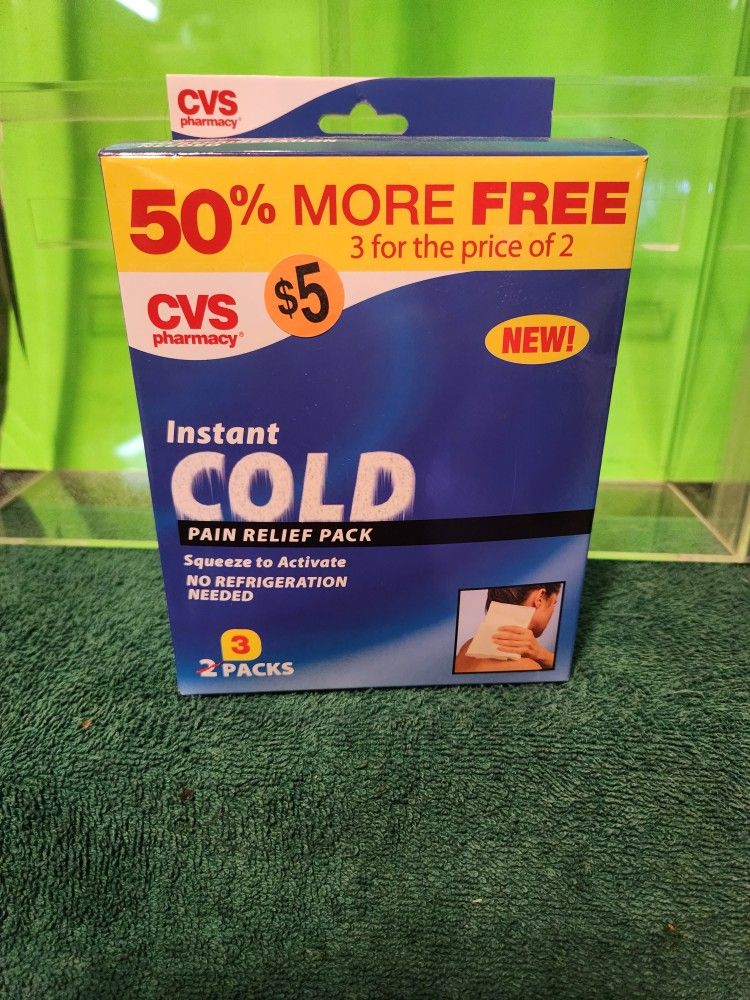 CVS
pharmacy®
50% MORE FREE
3 for the price of 2
$5
CVS
pharmacy®
NEW!
Instant
COLD
PAIN RELIEF PACK
Squeeze to Activate
NO REFRIGERATION
NEEDED
3
2 PACKS